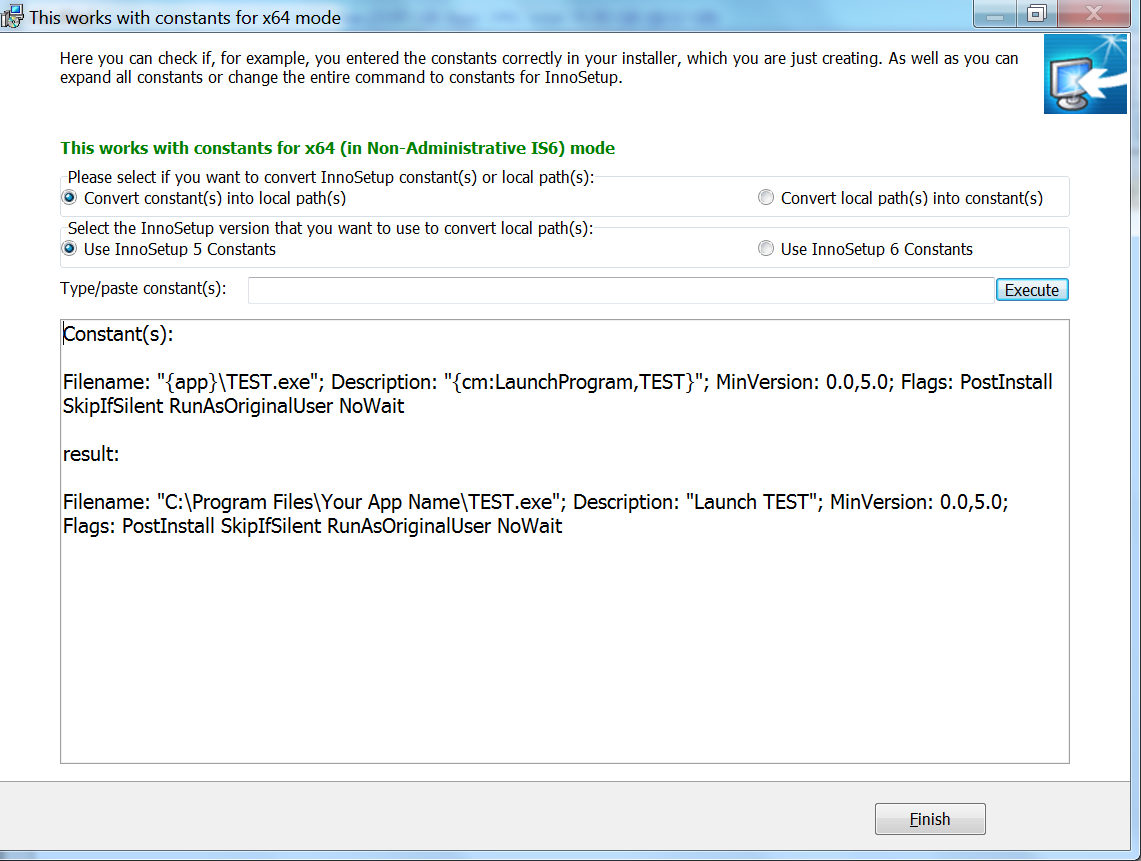 This works with constants for x64 mode
Here you can check if, for example, you entered the constants correctly in your installer, which you are just creating. As well as you can
expand all constants or change the entire command to constants for InnoSetup.
This works with constants for x64 (in Non-Administrative IS6) mode
Please select if you want to convert InnoSetup constant(s) or local path(s):
Convert constant(s) into local path(s)
Convert local path(s) into constant(s)
Select the InnoSetup version that you want to use to convert local path(s):
Use InnoSetup 5 Constants
Use InnoSetup 6 Constants
Type/paste constant(s):
Execute
Constant(s):
Filename: "{app}\TEST.exe"; Description: "{cm:LaunchProgram,TEST}"; MinVersion: 0.0,5.0; Flags: PostInstall
SkipIfSilent RunAsOriginalUser NoWait
result:
Filename: "C:\Program Files\Your App Name\TEST.exe"; Description: "Launch TEST"; MinVersion: 0.0,5.0;
Flags: PostInstall SkipIfSilent RunAsOriginalUser NoWait
Finish